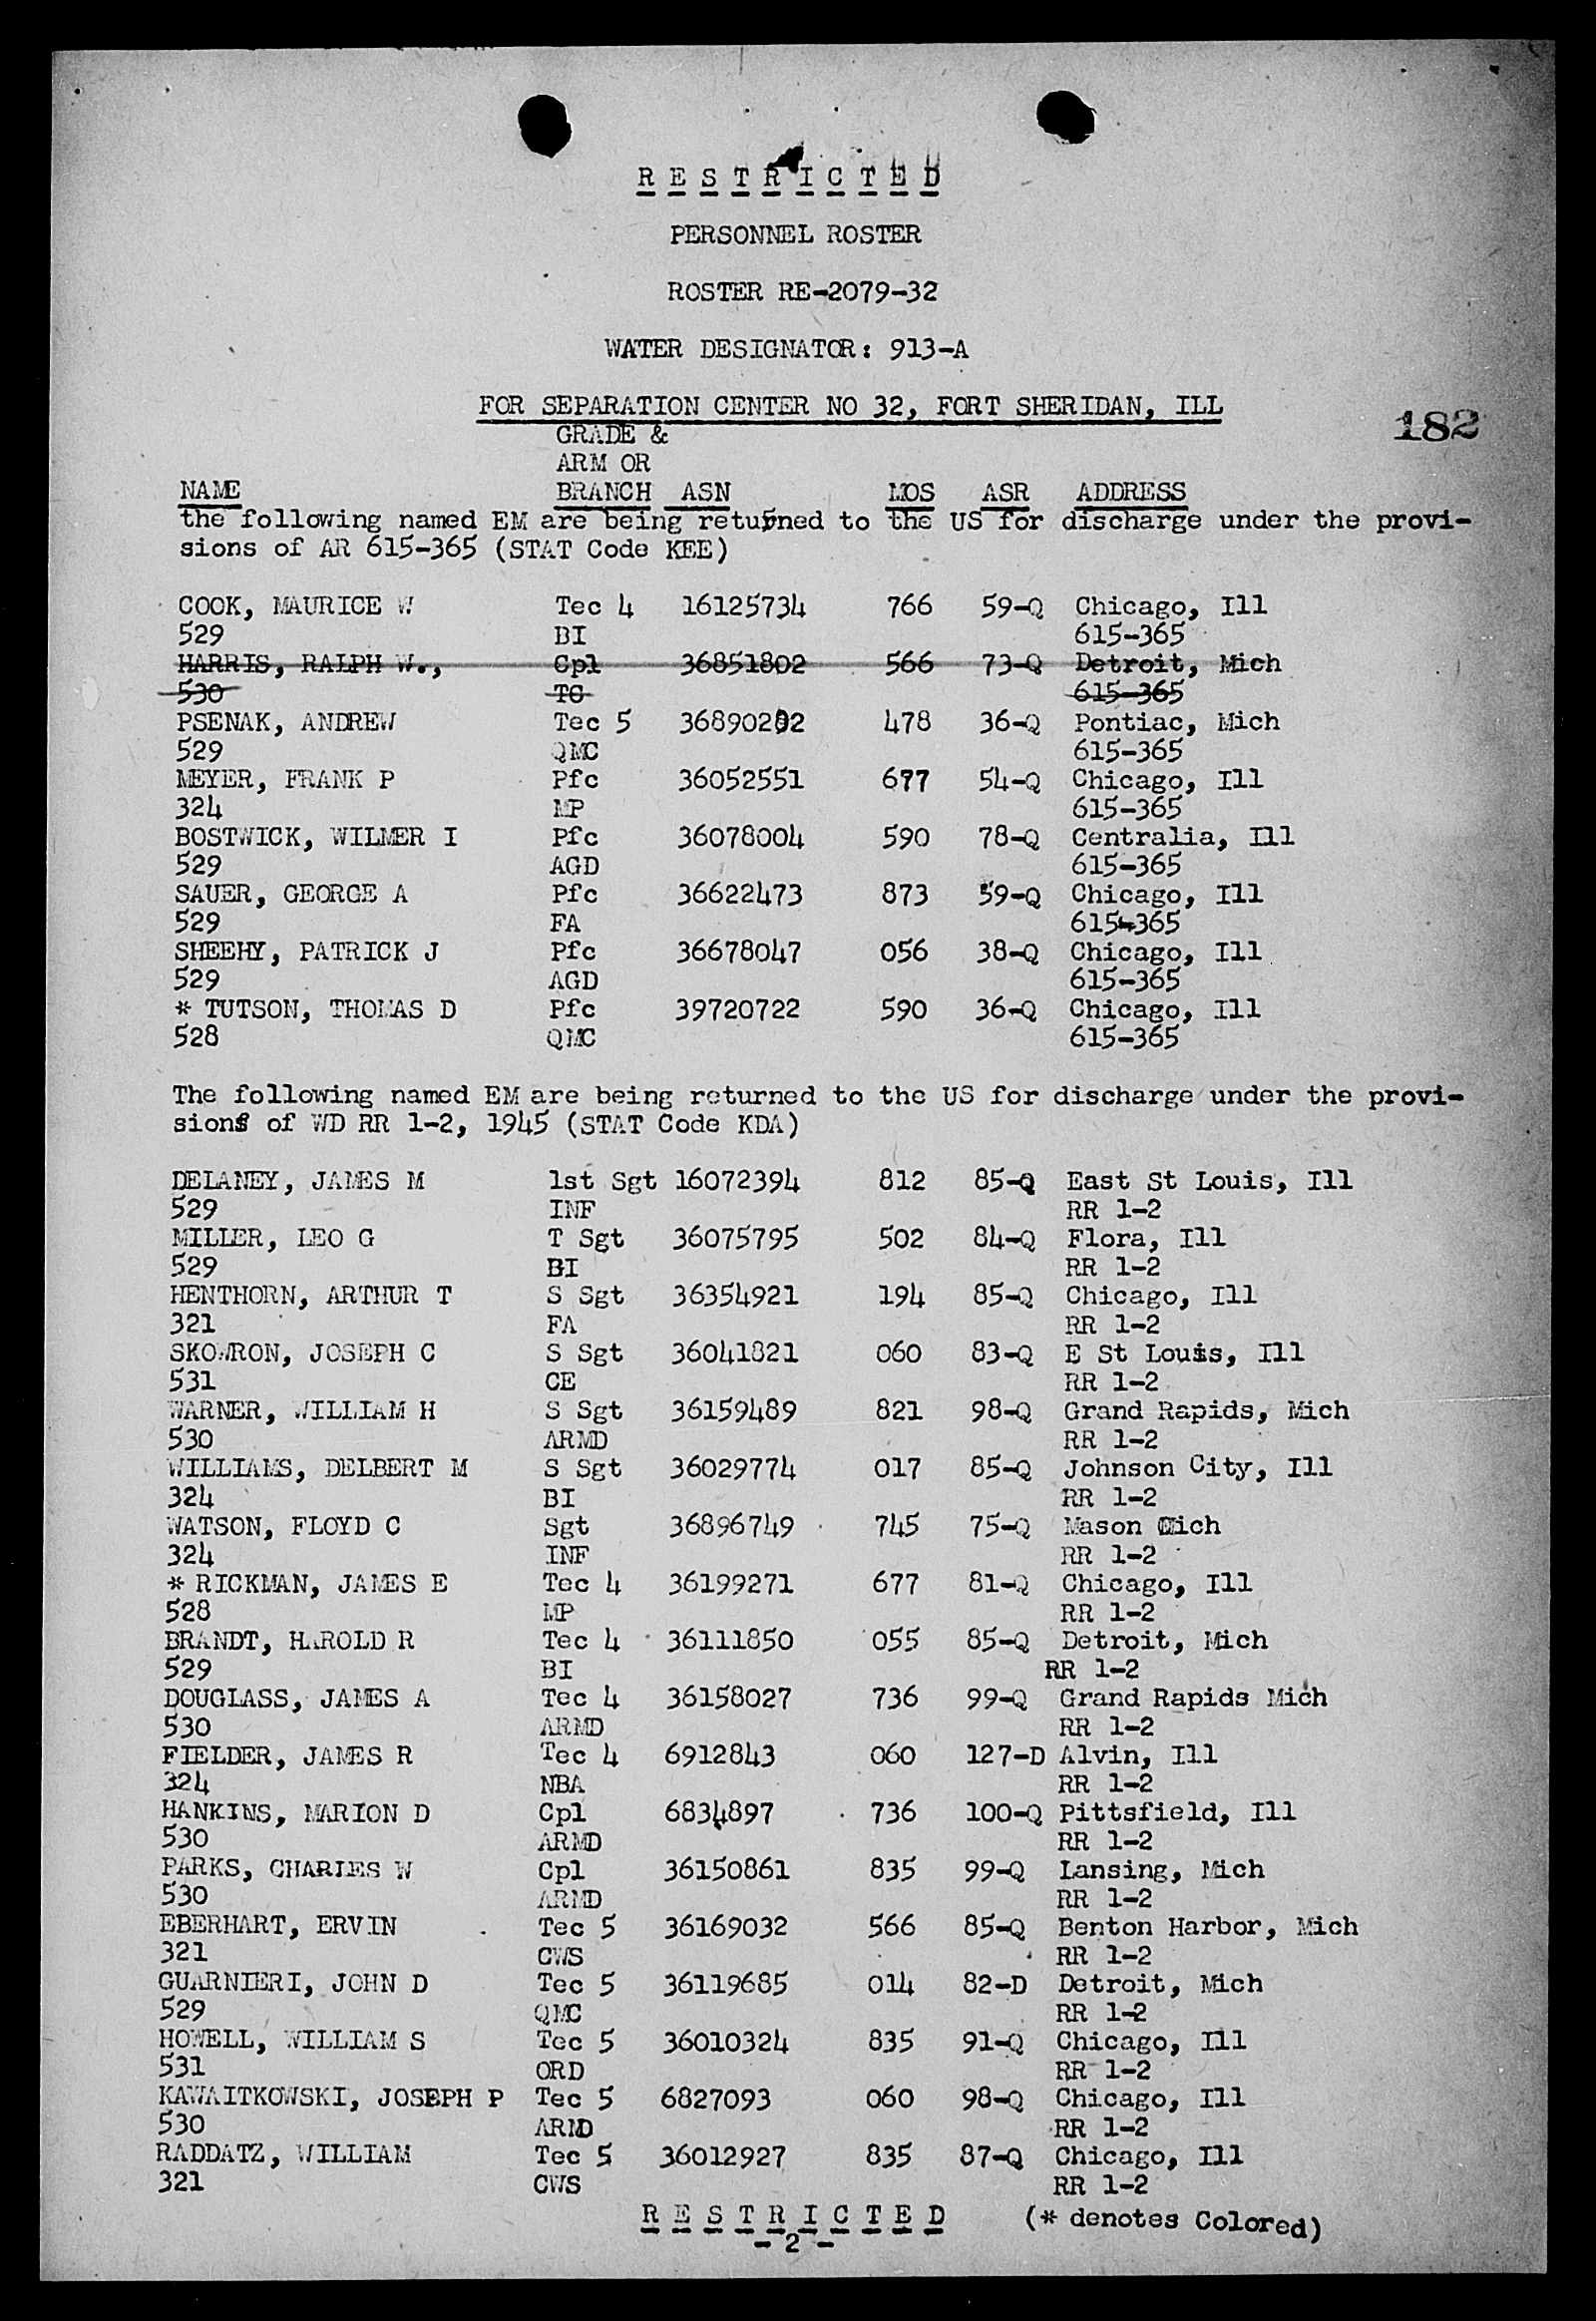 R E S T R I C T E D
PERSONNEL ROSTER
ROSTER RE-2079-32
WATER DESIGNATOR: 913-A
FOR SEPARATION CENTER NO 32, FORT SHERIDAN, ILL
182
GRADE &
ARM OR
NAME BRANCH ASN MOS ASR ADDRESS
the following named EM are being returned to the US for discharge under the provi-
sions of AR 615-365 (STAT Code KEE)
COOK, MAURICE W Tec 4 16125734 766 59-Q Chicago, Ill
529 BI 615-365
HARRIS, RALPH W., Cpl 36851802 566 73-Q Detroit, Mich
530 TC 615-365
PSENAK, ANDREW Tec 5 36890202 478 36-Q Pontiac, Mich
529 QMC 615-365
MEYER, FRANK P Pfc 36052551 677 54-Q Chicago, Ill
324 MP 615-365
BOSTWICK, WILMER I Pfc 36078004 590 78-Q Centralia, Ill
529 AGD 615-365
SAUER, GEORGE A Pfc 36622473 873 59-Q Chicago, Ill
529 FA 615-365
SHEEHY, PATRICK J Pfc 36678047 056 38-Q Chicago, Ill
529 AGD 615-365
* TUTSON, THOMAS D Pfc 39720722 590 36-Q Chicago, Ill
528 QMC 615-365
The following named EM are being returned to the US for discharge under the provi-
sions of WD RR 1-2, 1945 (STAT Code KDA)
DELANEY, JAMES M 1st Sgt 16072394 812 85-Q East St Louis, Ill
529 INF RR 1-2
MILLER, LEO G T Sgt 36075795 502 84-Q Flora, Ill
529 BI RR 1-2
HENTHORN, ARTHUR T S Sgt 36354921 194 85-Q Chicago, Ill
321 FA RR 1-2
SKOWRON, JOSEPH C S Sgt 36041821 060 83-Q E St Louis, Ill
531 CE RR 1-2
WARNER, WILLIAM H S Sgt 36159489 821 98-Q Grand Rapids, Mich
530 ARMD RR 1-2
WILLIAMS, DELBERT M S Sgt 36029774 017 85-Q Johnson City, Ill
324 BI RR 1-2
WATSON, FLOYD C Sgt 36896749 745 75-Q Mason Mich
324 INF RR 1-2
* RICKMAN, JAMES E Tec 4 36199271 677 81-Q Chicago, Ill
528 MP RR 1-2
BRANDT, HAROLD R Tec 4 36111850 055 85-Q Detroit, Mich
529 BI RR 1-2
DOUGLASS, JAMES A Tec 4 36158027 736 99-Q Grand Rapids Mich
530 ARMD RR 1-2
FIELDER, JAMES R Tec 4 6912843 060 127-D Alvin, Ill
324 NBA RR 1-2
HANKINS, MARION D Cpl 6834897 736 100-Q Pittsfield, Ill
530 ARMD RR 1-2
PARKS, CHARLES W Cpl 36150861 835 99-Q Lansing, Mich
530 ARMD RR 1-2
EBERHART, ERVIN Tec 5 36169032 566 85-Q Benton Harbor, Mich
321 CWS RR 1-2
GUARNIERI, JOHN D Tec 5 36119685 014 82-D Detroit, Mich
529 QMC RR 1-2
HOWELL, WILLIAM S Tec 5 36010324 835 91-Q Chicago, Ill
531 ORD RR 1-2
KAWAITKOWSKI, JOSEPH P Tec 5 6827093 060 98-Q Chicago, Ill
530 ARMD RR 1-2
RADDATZ, WILLIAM Tec 5 36012927 835 87-Q Chicago, Ill
321 CWS RR 1-2
R E S T R I C T E D (* denotes Colored)
- 2 -